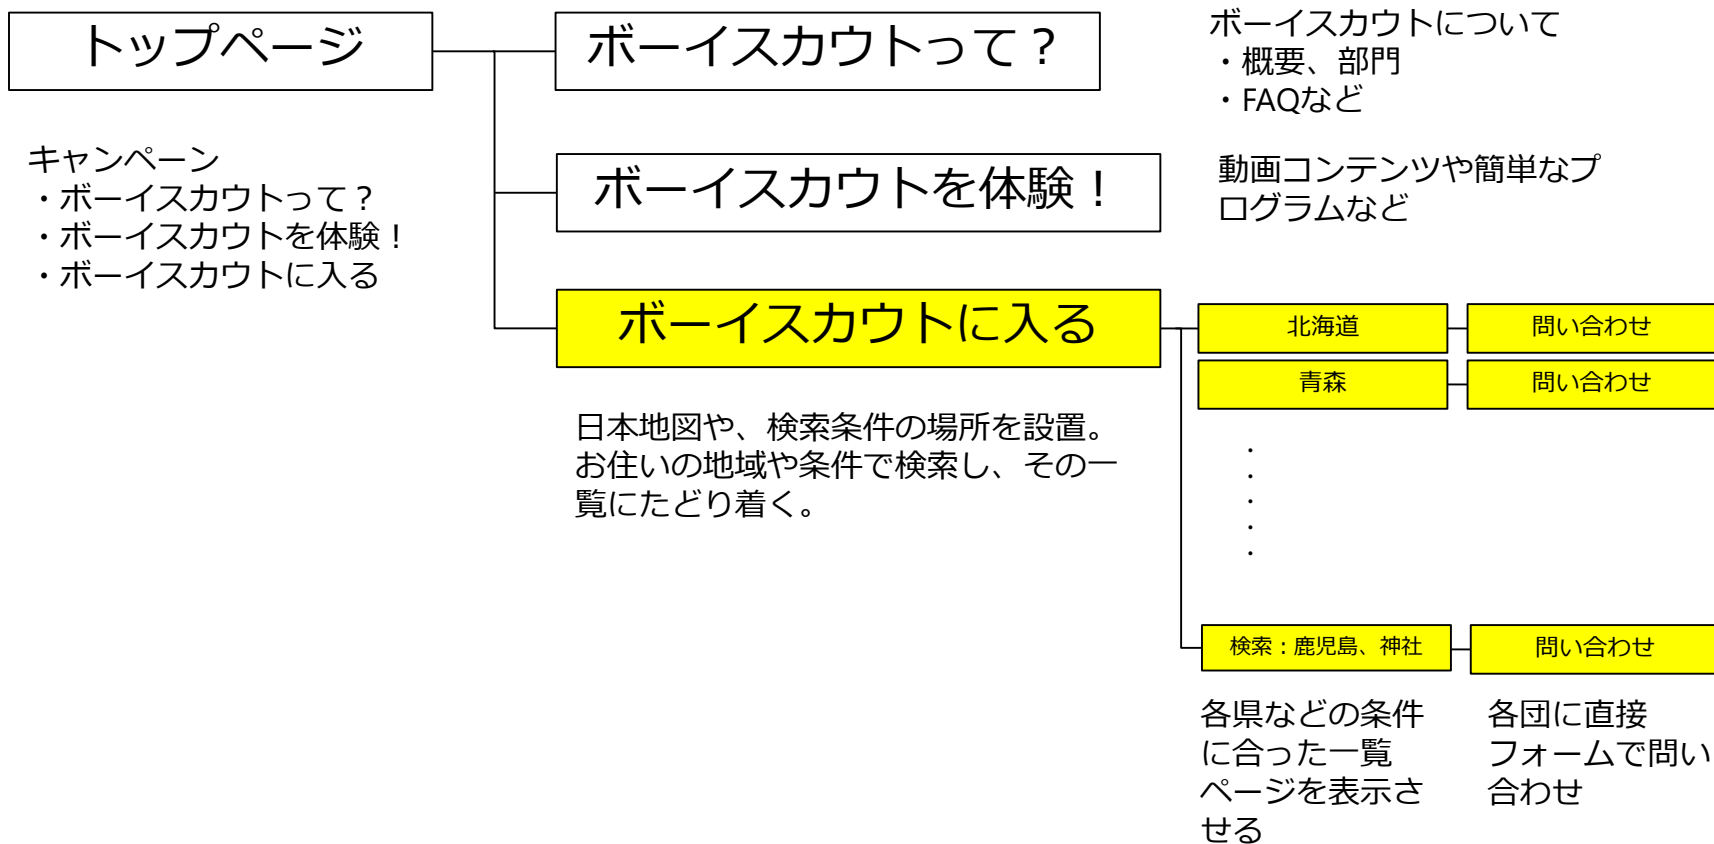 トップページ
ボーイスカウトって？
ボーイスカウトについて
・概要、部門
・FAQなど
キャンペーン
・ボーイスカウトって？
・ボーイスカウトを体験！
・ボーイスカウトに入る
ボーイスカウトを体験！
動画コンテンツや簡単なプ
ログラムなど
ボーイスカウトに入る
北海道
問い合わせ
青森
問い合わせ
日本地図や、検索条件の場所を設置。
お住いの地域や条件で検索し、その一
覧にたどり着く。
・
・
・
・
・
検索：鹿児島、神社
問い合わせ
各県などの条件
に合った一覧
ページを表示さ
せる
各団に直接
フォームで問い
合わせ